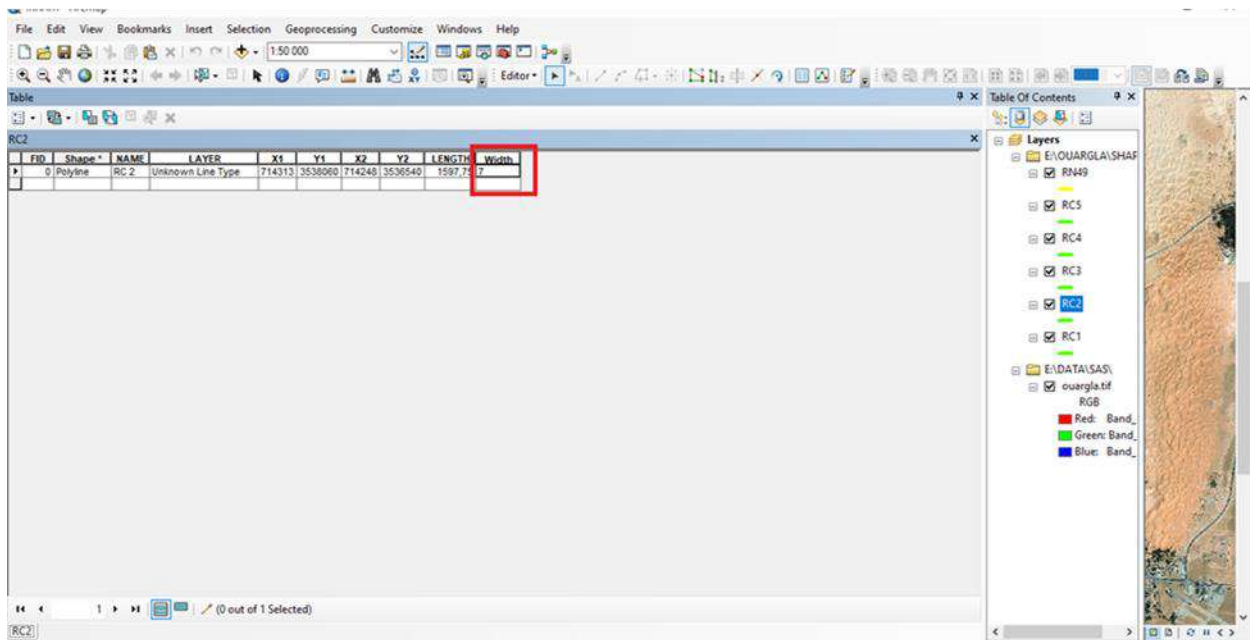 File Edit View Bookmarks Insert Selection Geoprocessing Customize Windows Help
1:50 000
Editor
Table
Table Of Contents
RC2
FID Shape * NAME LAYER X1 Y1 X2 Y2 LENGTH Width
0 Polyline RC 2 Unknown Line Type 714313 3538060 714248 3536540 1597,75 7
Layers
E:\OUARGLA\SHAP
RN49
RC5
RC4
RC3
RC2
RC1
E:\DATA\SAS\
ouargla.tif
RGB
Red: Band_
Green: Band_
Blue: Band_
1 (0 out of 1 Selected)
RC2